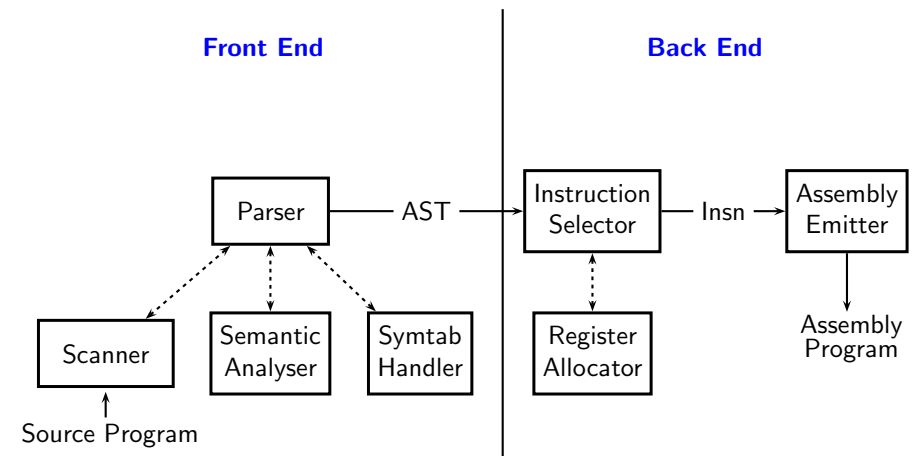 Front End
Back End
Parser
AST
Instruction
Selector
Insn
Assembly
Emitter
Scanner
Semantic
Analyser
Symtab
Handler
Register
Allocator
Assembly
Program
Source Program